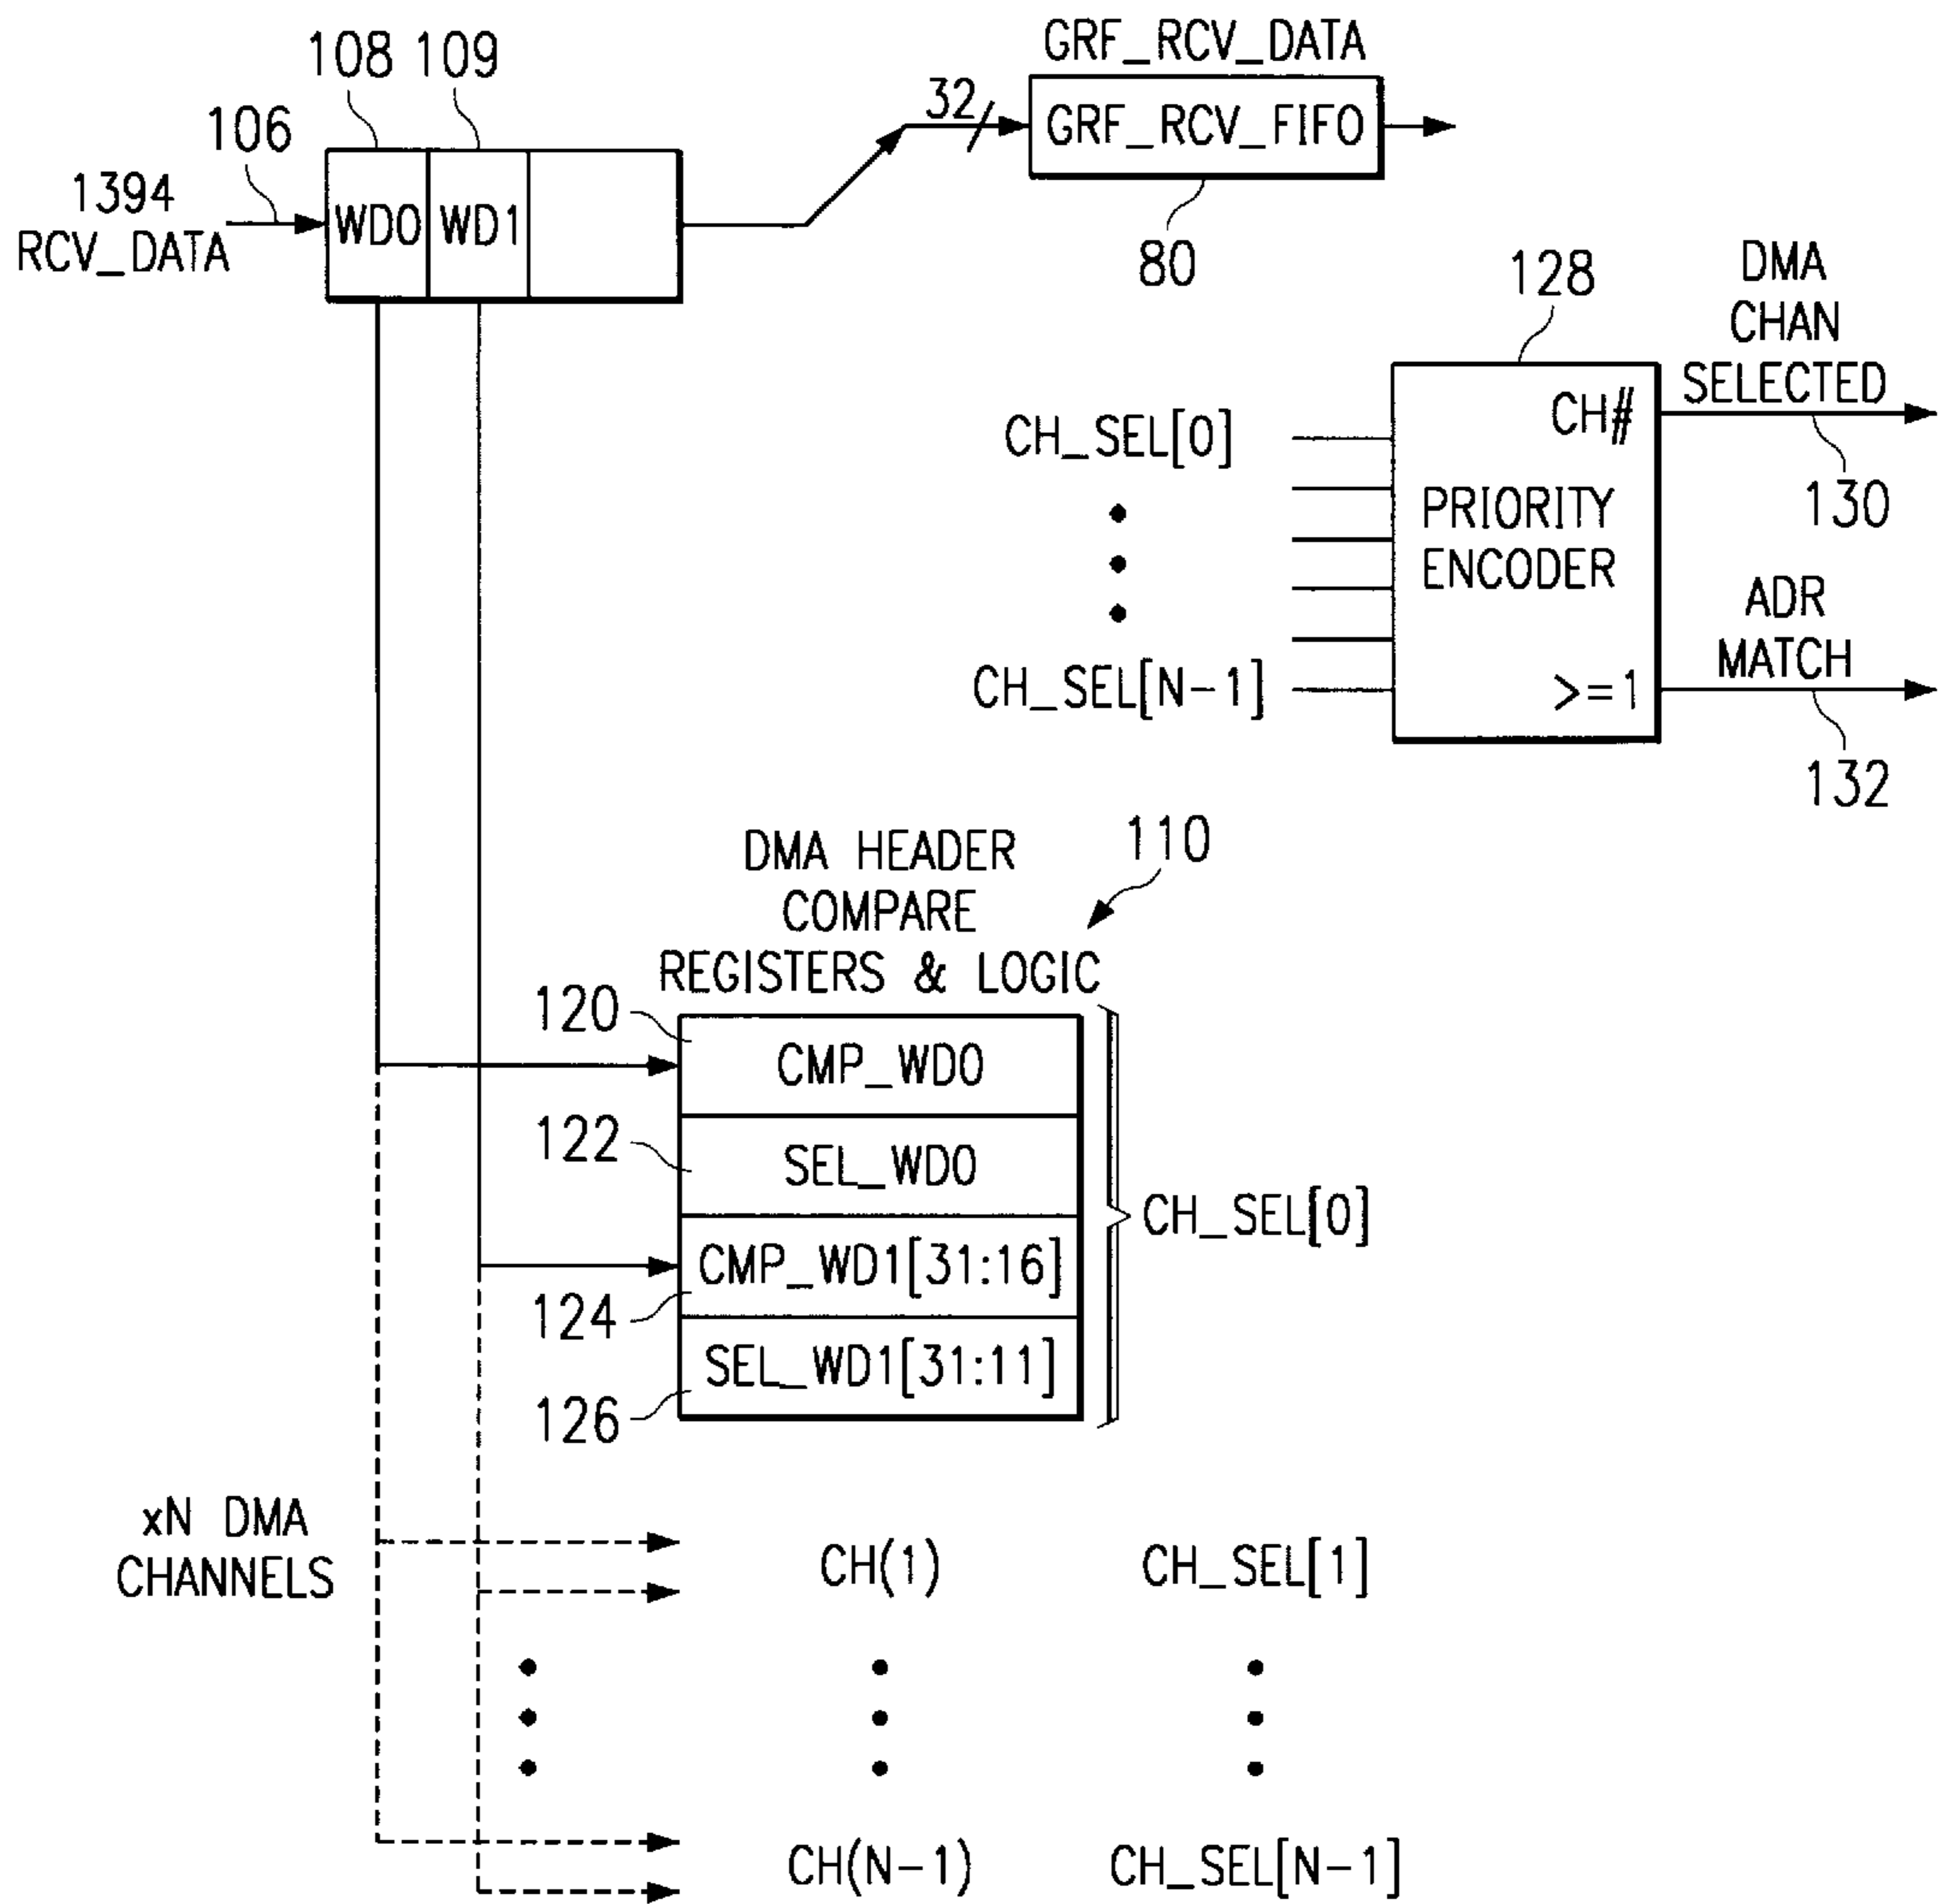 108
109
GRF_RCV_DATA
106
32
GRF_RCV_FIFO
1394
RCV_DATA
WD0
WD1
80
128
DMA
CHAN
SELECTED
CH#
CH_SEL[0]
130
PRIORITY
ENCODER
ADR
MATCH
CH_SEL[N-1]
>=1
132
DMA HEADER
COMPARE
REGISTERS & LOGIC
110
120
CMP_WD0
122
SEL_WD0
CH_SEL[0]
CMP_WD1[31:16]
124
SEL_WD1[31:11]
126
xN DMA
CHANNELS
CH(1)
CH_SEL[1]
CH(N-1)
CH_SEL[N-1]